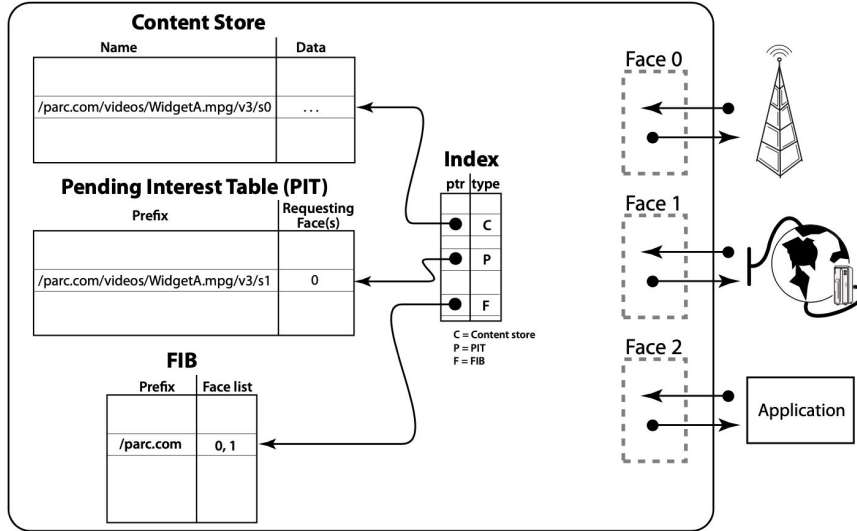 Content Store
Name Data
/parc.com/videos/WidgetA.mpg/v3/s0 ...
Pending Interest Table (PIT)
Prefix Requesting Face(s)
/parc.com/videos/WidgetA.mpg/v3/s1 0
FIB
Prefix Face list
/parc.com 0, 1
Index
ptr type
C
P
F
C = Content store
P = PIT
F = FIB
Face 0
Face 1
Face 2
Application